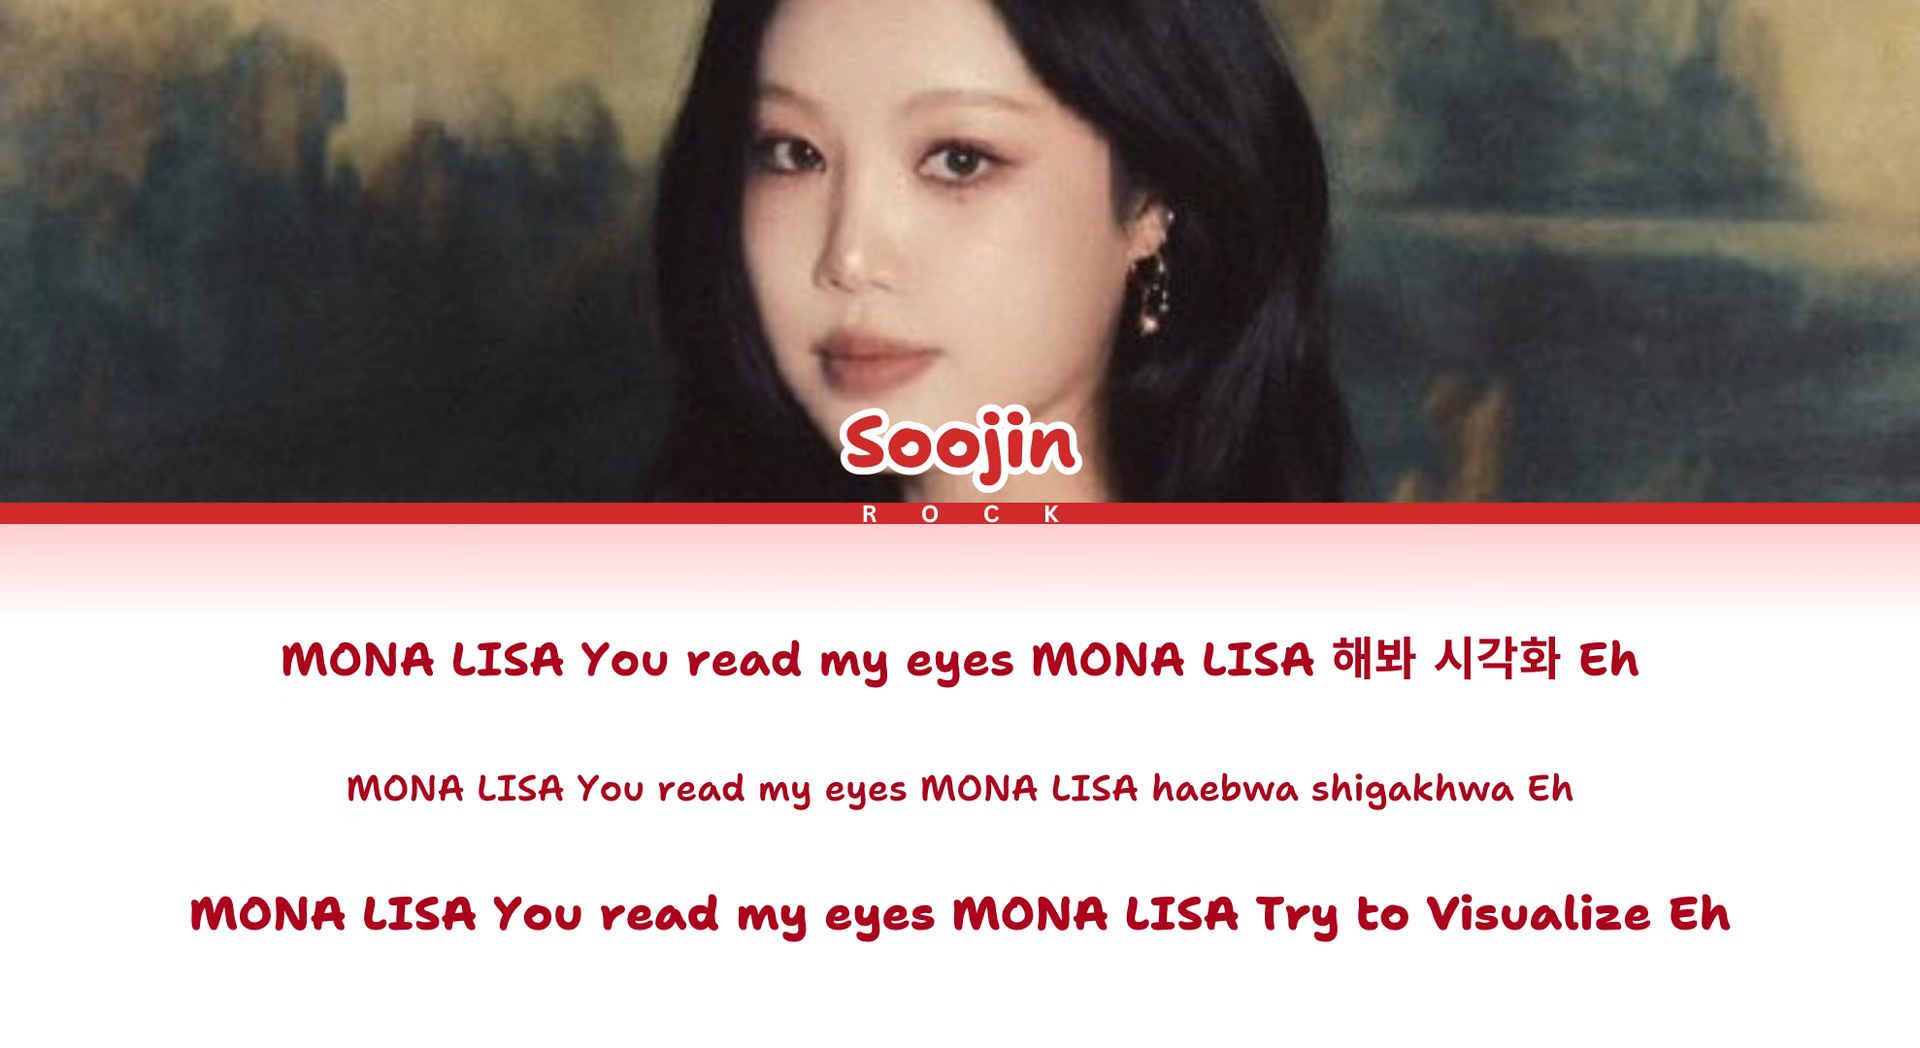 Soojin
ROCK
MONA LISA You read my eyes MONA LISA 해봐 시각화 Eh
MONA LISA You read my eyes MONA LISA haebwa shigakhwa Eh
MONA LISA You read my eyes MONA LISA Try to Visualize Eh